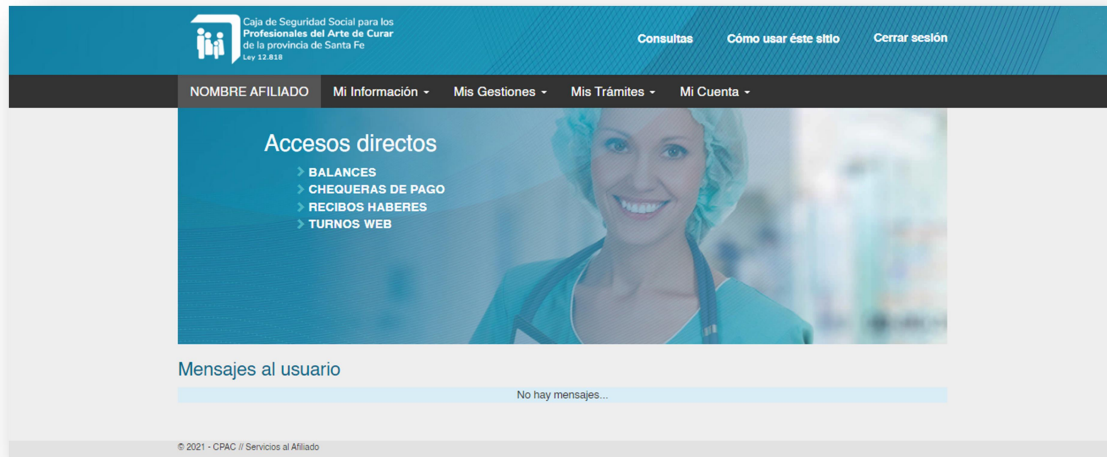 Caja de Seguridad Social para los
Profesionales del Arte de Curar
de la provincia de Santa Fe
Ley 12.818
Consultas Cómo usar éste sitio Cerrar sesión
NOMBRE AFILIADO Mi Información Mis Gestiones Mis Trámites Mi Cuenta
Accesos directos
BALANCES
CHEQUERAS DE PAGO
RECIBOS HABERES
TURNOS WEB
Mensajes al usuario
No hay mensajes...
© 2021 - CPAC // Servicios al Afiliado